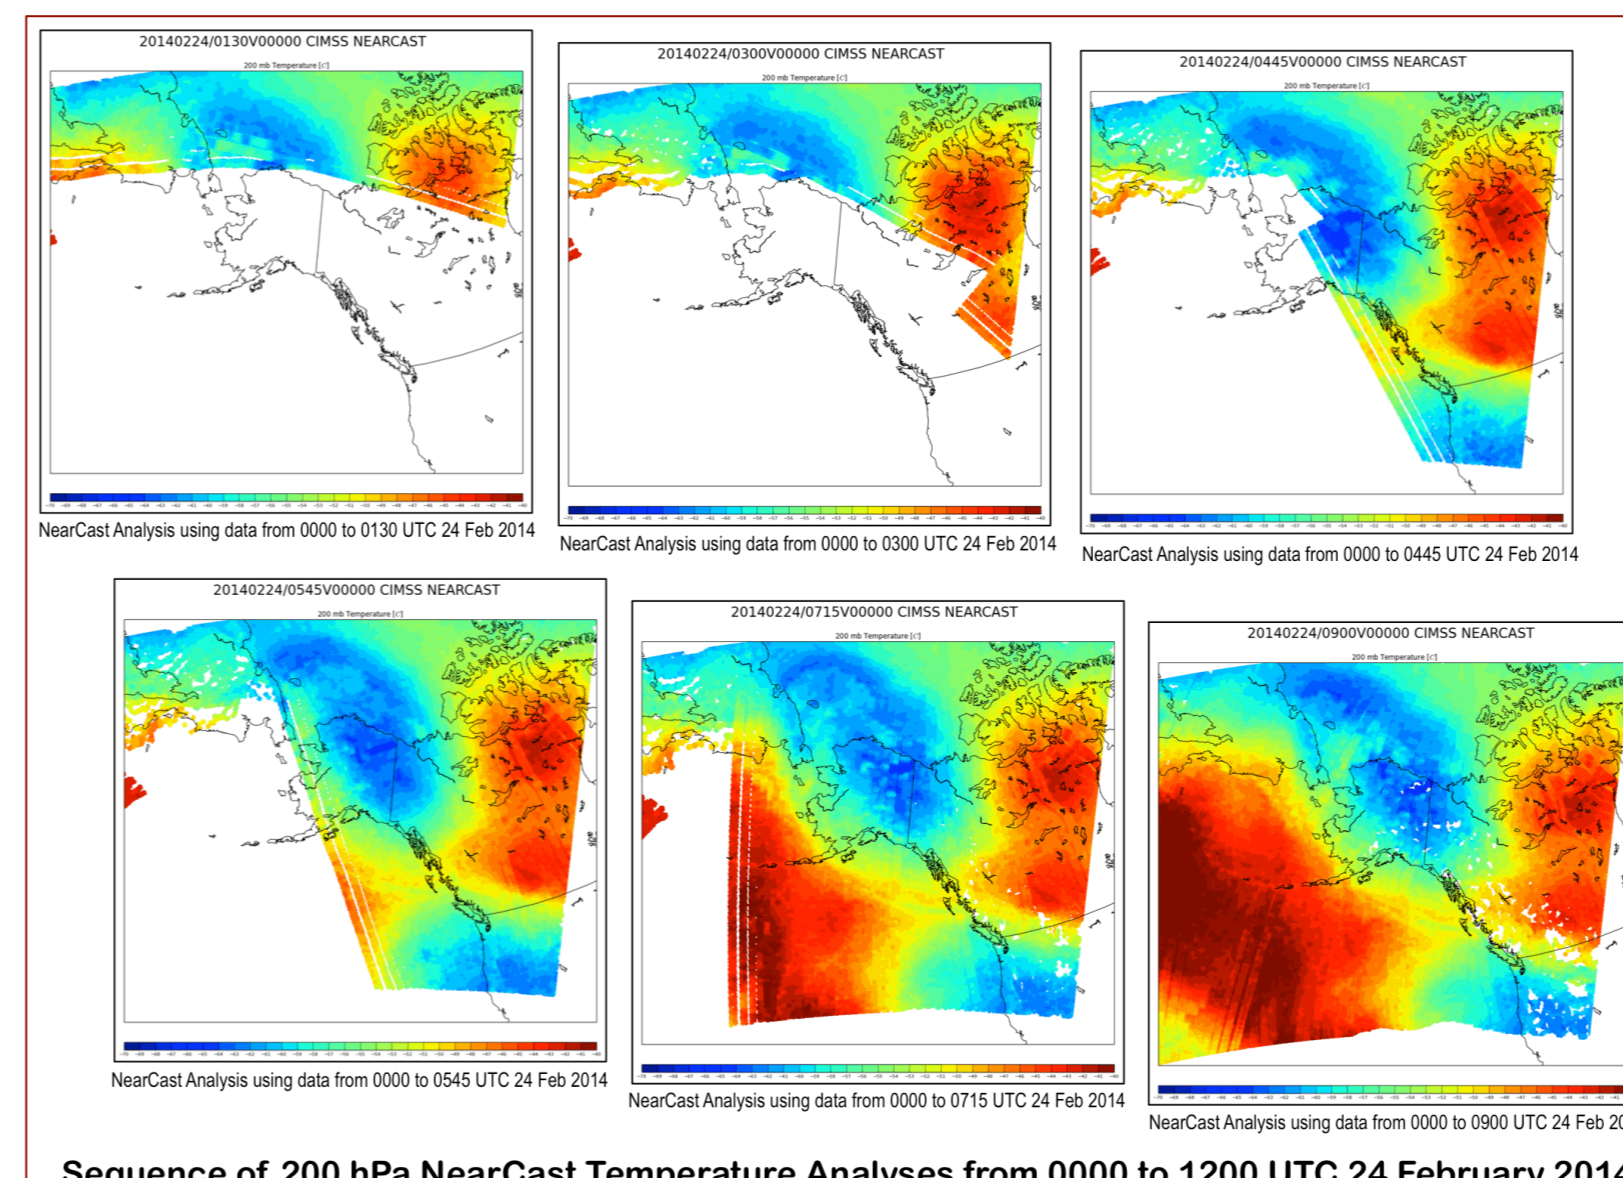 20140224/0130V00000 CIMSS NEARCAST
200 mb Temperature [C]
NearCast Analysis using data from 0000 to 0130 UTC 24 Feb 2014
20140224/0300V00000 CIMSS NEARCAST
200 mb Temperature [C]
NearCast Analysis using data from 0000 to 0300 UTC 24 Feb 2014
20140224/0445V00000 CIMSS NEARCAST
200 mb Temperature [C]
NearCast Analysis using data from 0000 to 0445 UTC 24 Feb 2014
20140224/0545V00000 CIMSS NEARCAST
200 mb Temperature [C]
NearCast Analysis using data from 0000 to 0545 UTC 24 Feb 2014
20140224/0715V00000 CIMSS NEARCAST
200 mb Temperature [C]
NearCast Analysis using data from 0000 to 0715 UTC 24 Feb 2014
20140224/0900V00000 CIMSS NEARCAST
200 mb Temperature [C]
NearCast Analysis using data from 0000 to 0900 UTC 24 Feb 20
Sequence of 200 hPa NearCast Temperature Analyses from 0000 to 1200 UTC 24 February 2014